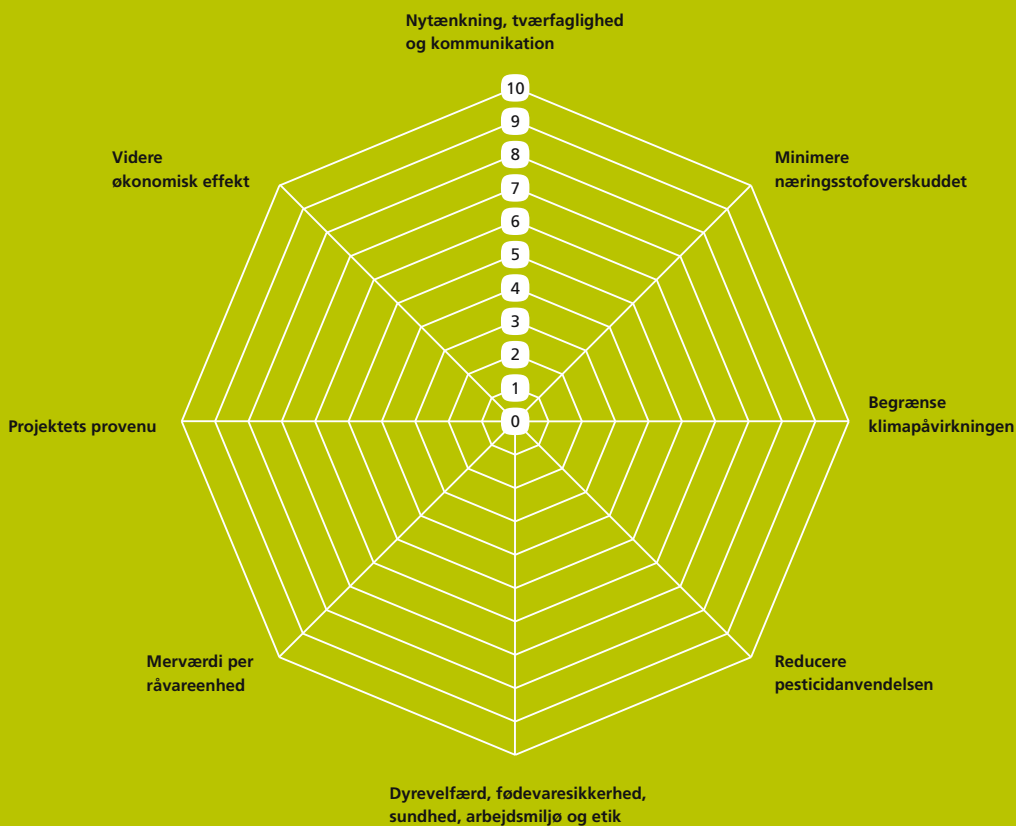 Nytænkning, tværfaglighed
og kommunikation
10
9
8
7
6
5
4
3
2
1
0
Videre
økonomisk effekt
Minimere
næringsstofoverskuddet
Projektets provenu
Begrænse
klimapåvirkningen
Merværdi per
råvareenhed
Reducere
pesticidanvendelsen
Dyrevelfærd, fødevaresikkerhed,
sundhed, arbejdsmiljø og etik